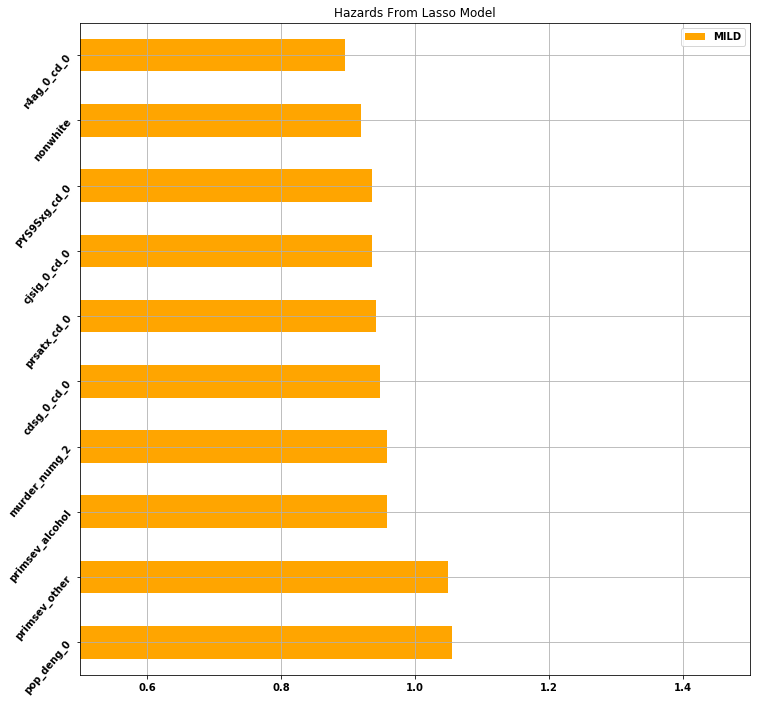 Hazards From Lasso Model
MILD
r4ag_0_cd_0
nonwhite
PYS9Sxg_cd_0
cjsig_0_cd_0
prsatx_cd_0
cdsg_0_cd_0
murder_numg_2
primsev_alcohol
primsev_other
pop_deng_0
0.6 0.8 1.0 1.2 1.4